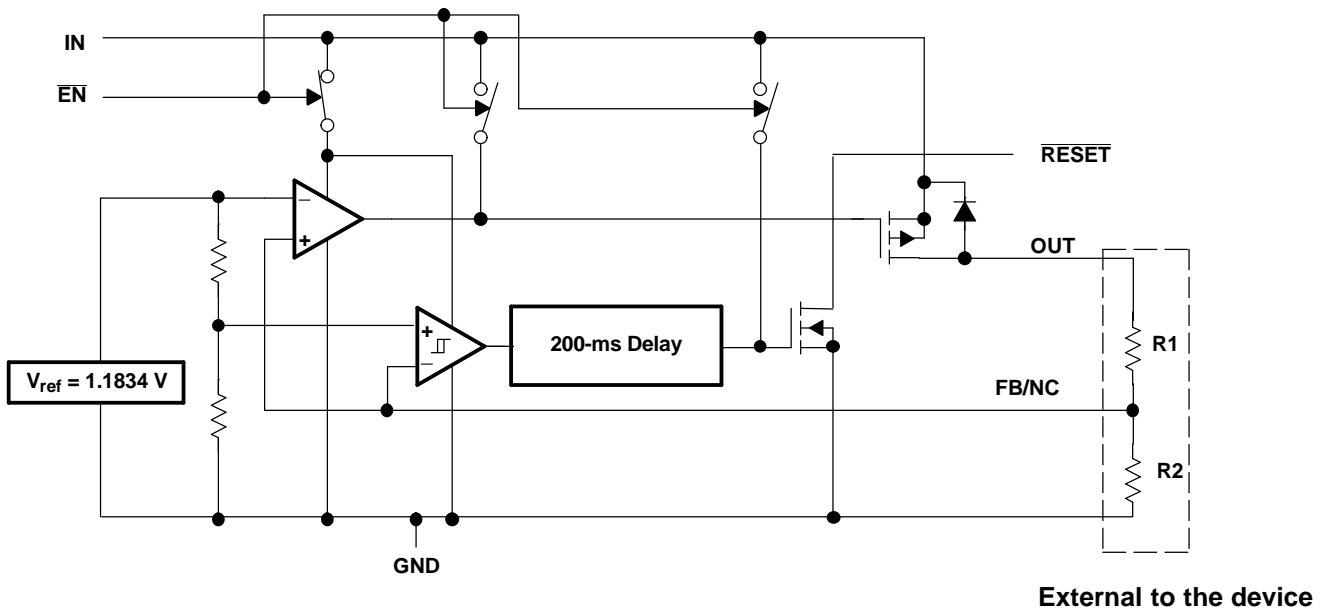 IN
EN
RESET
−
+
OUT
+
−
200-ms Delay
R1
Vref = 1.1834 V
FB/NC
R2
GND
External to the device